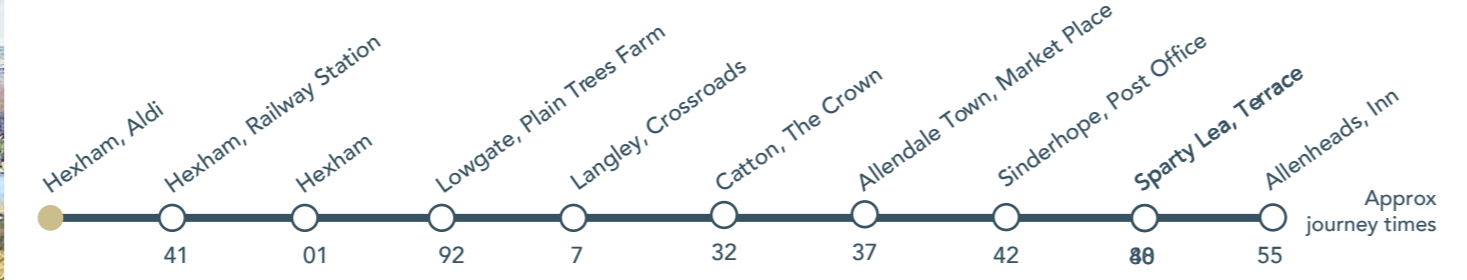 Hexham, Aldi
Hexham, Railway Station
Hexham
Lowgate, Plain Trees Farm
Langley, Crossroads
Catton, The Crown
Allendale Town, Market Place
Sinderhope, Post Office
Sparty Lea, Terrace
Allenheads, Inn
Approx
journey times
41
01
92
7
32
37
42
55